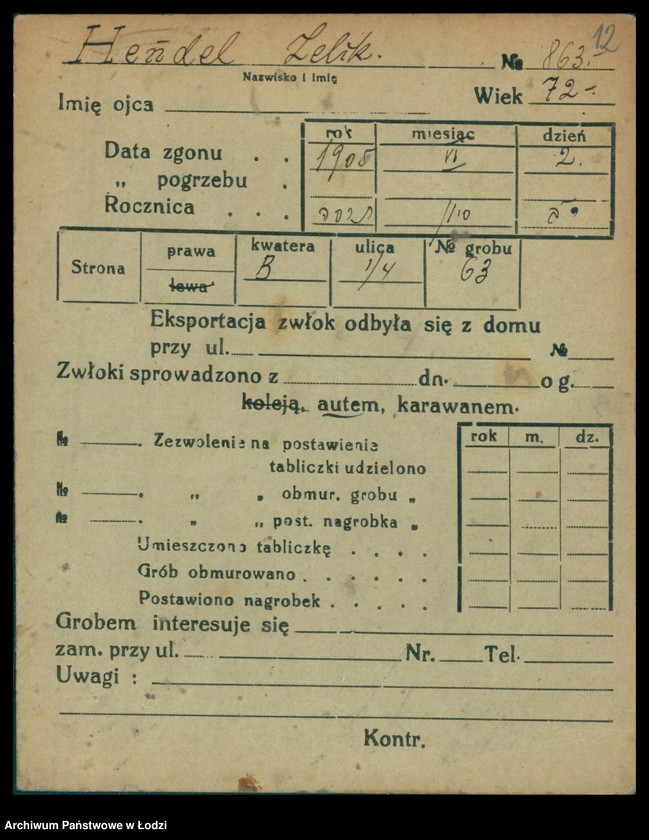 12
Hendel Zelik. № 863.-
Nazwisko i imię
Imię ojca Wiek 72-
rok miesiąc dzień
Data zgonu . . 1908 VI 2.
„ pogrzebu .
Rocznica . . .
Strona prawa lewa kwatera B ulica 1/4 № grobu 63
Eksportacja zwłok odbyła się z domu
przy ul. №
Zwłoki sprowadzono z dn. o g.
koleją, autem, karawanem.
№ . Zezwolenie na postawienie rok m. dz.
tabliczki udzielono
№ . „ „ obmur. grobu „
№ . „ „ post. nagrobka „
Umieszczono tabliczkę . . . .
Grób obmurowano . . . . . .
Postawiono nagrobek . . . . .
Grobem interesuje się
zam. przy ul. Nr. Tel.
Uwagi :
Kontr.
Archiwum Państwowe w Łodzi